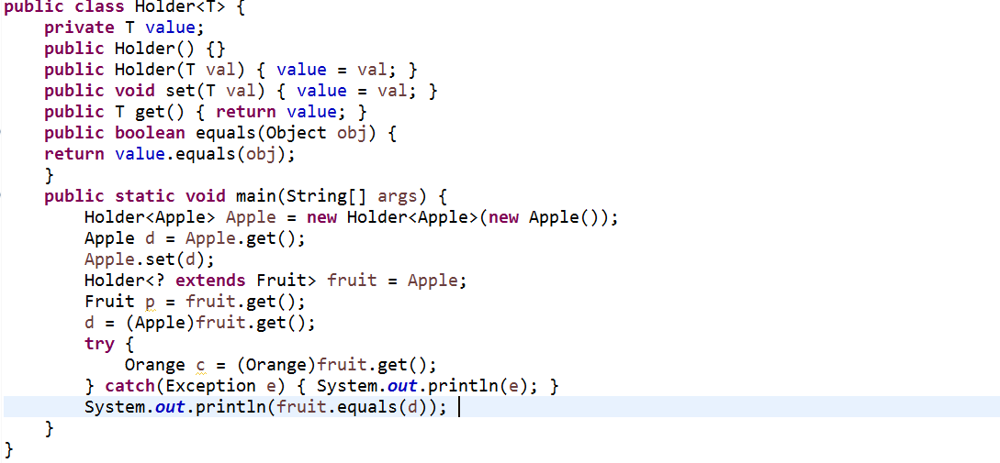 public class Holder<T> {
    private T value;
    public Holder() {}
    public Holder(T val) { value = val; }
    public void set(T val) { value = val; }
    public T get() { return value; }
    public boolean equals(Object obj) {
    return value.equals(obj);
    }
    public static void main(String[] args) {
        Holder<Apple> Apple = new Holder<Apple>(new Apple());
        Apple d = Apple.get();
        Apple.set(d);
        Holder<? extends Fruit> fruit = Apple;
        Fruit p = fruit.get();
        d = (Apple)fruit.get();
        try {
            Orange c = (Orange)fruit.get();
        } catch(Exception e) { System.out.println(e); }
        System.out.println(fruit.equals(d));
    }
}